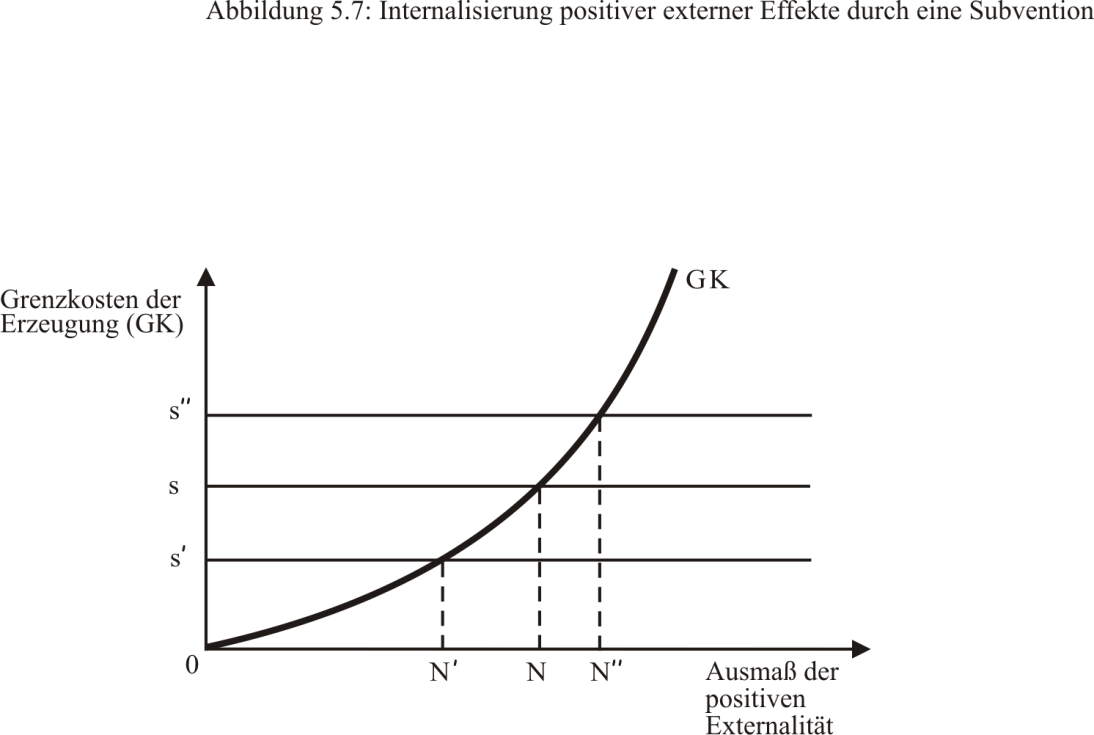 Abbildung 5.7: Internalisierung positiver externer Effekte durch eine Subvention
GK
Grenzkosten der
Erzeugung (GK)
s''
s
s'
0
N'
N
N''
Ausmaß der
positiven
Externalität